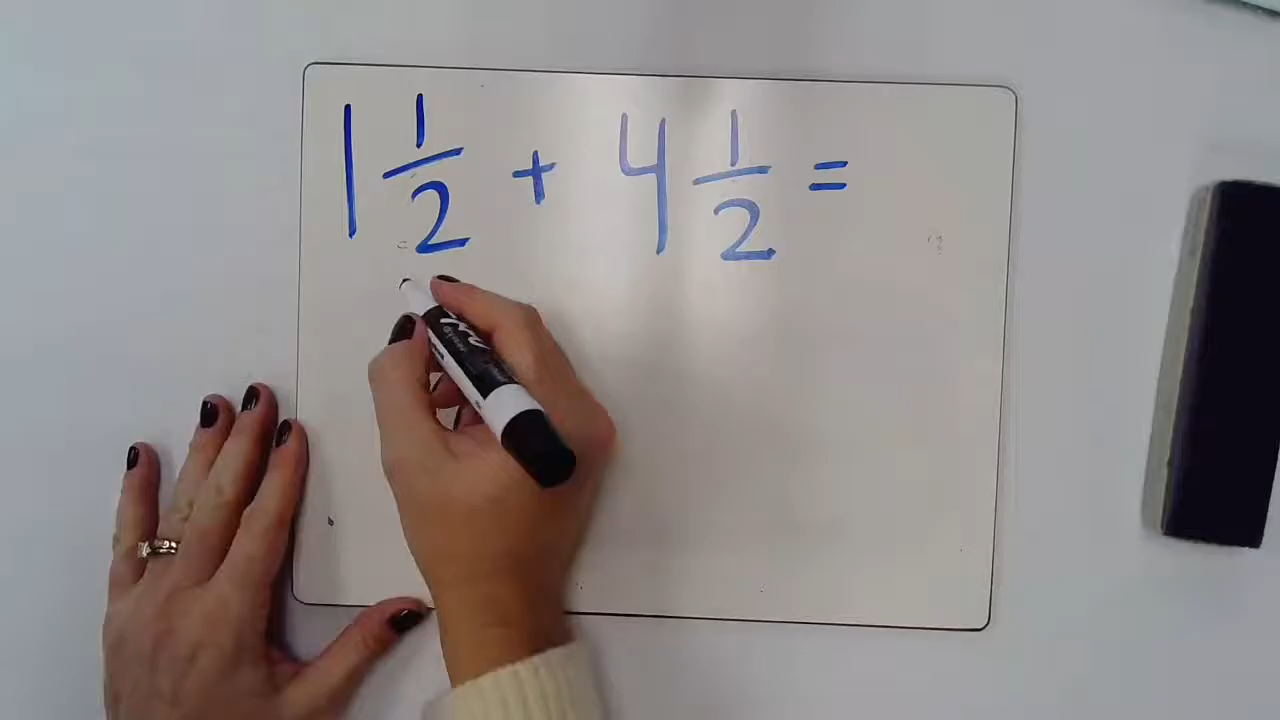 1 1/2 + 4 1/2 =